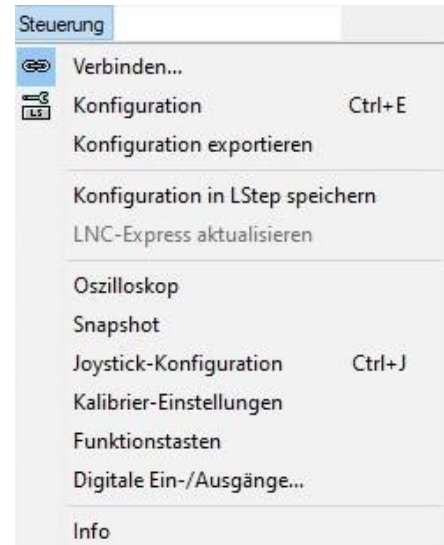 Steuerung
Verbinden...
Konfiguration Ctrl+E
LS
Konfiguration exportieren
Konfiguration in LStep speichern
LNC-Express aktualisieren
Oszilloskop
Snapshot
Joystick-Konfiguration Ctrl+J
Kalibrier-Einstellungen
Funktionstasten
Digitale Ein-/Ausgänge...
Info